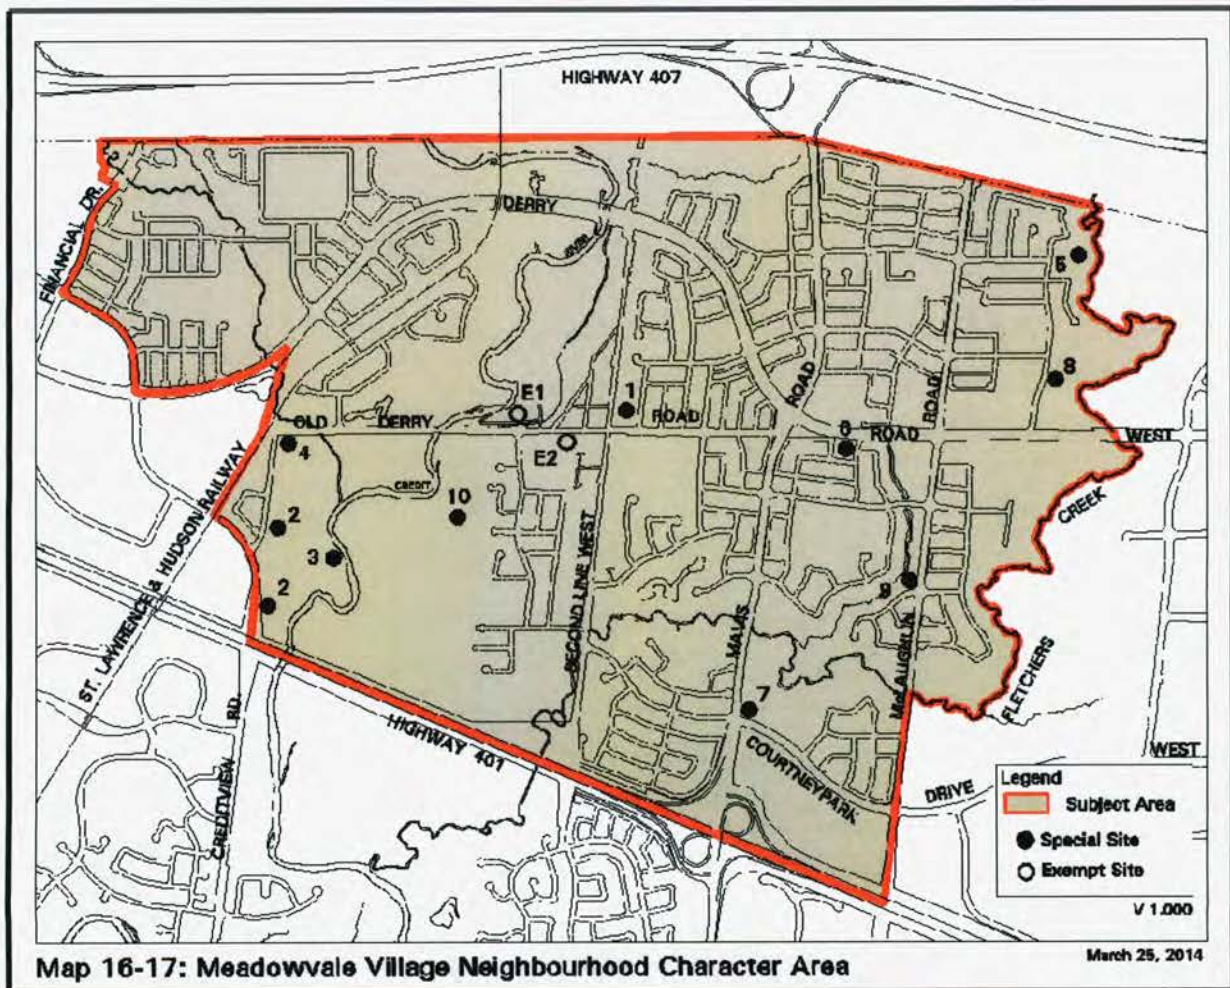 HIGHWAY 407
FINANCIAL DR.
DERRY
RIVER
5
8
E1
1
ROAD
ROAD
ROAD
OLD
DERRY
ROAD
6
WEST
4
E2
CREDIT
10
CREEK
2
3
9
2
ST. LAWRENCE & HUDSON RAILWAY
SECOND LINE WEST
MAVIS
McLAUGHLIN
FLETCHERS
7
HIGHWAY 401
CREDITVIEW RD.
COURTNEYPARK
DRIVE
WEST
Legend
Subject Area
Special Site
Exempt Site
V 1.000
Map 16-17: Meadowvale Village Neighbourhood Character Area
March 25, 2014